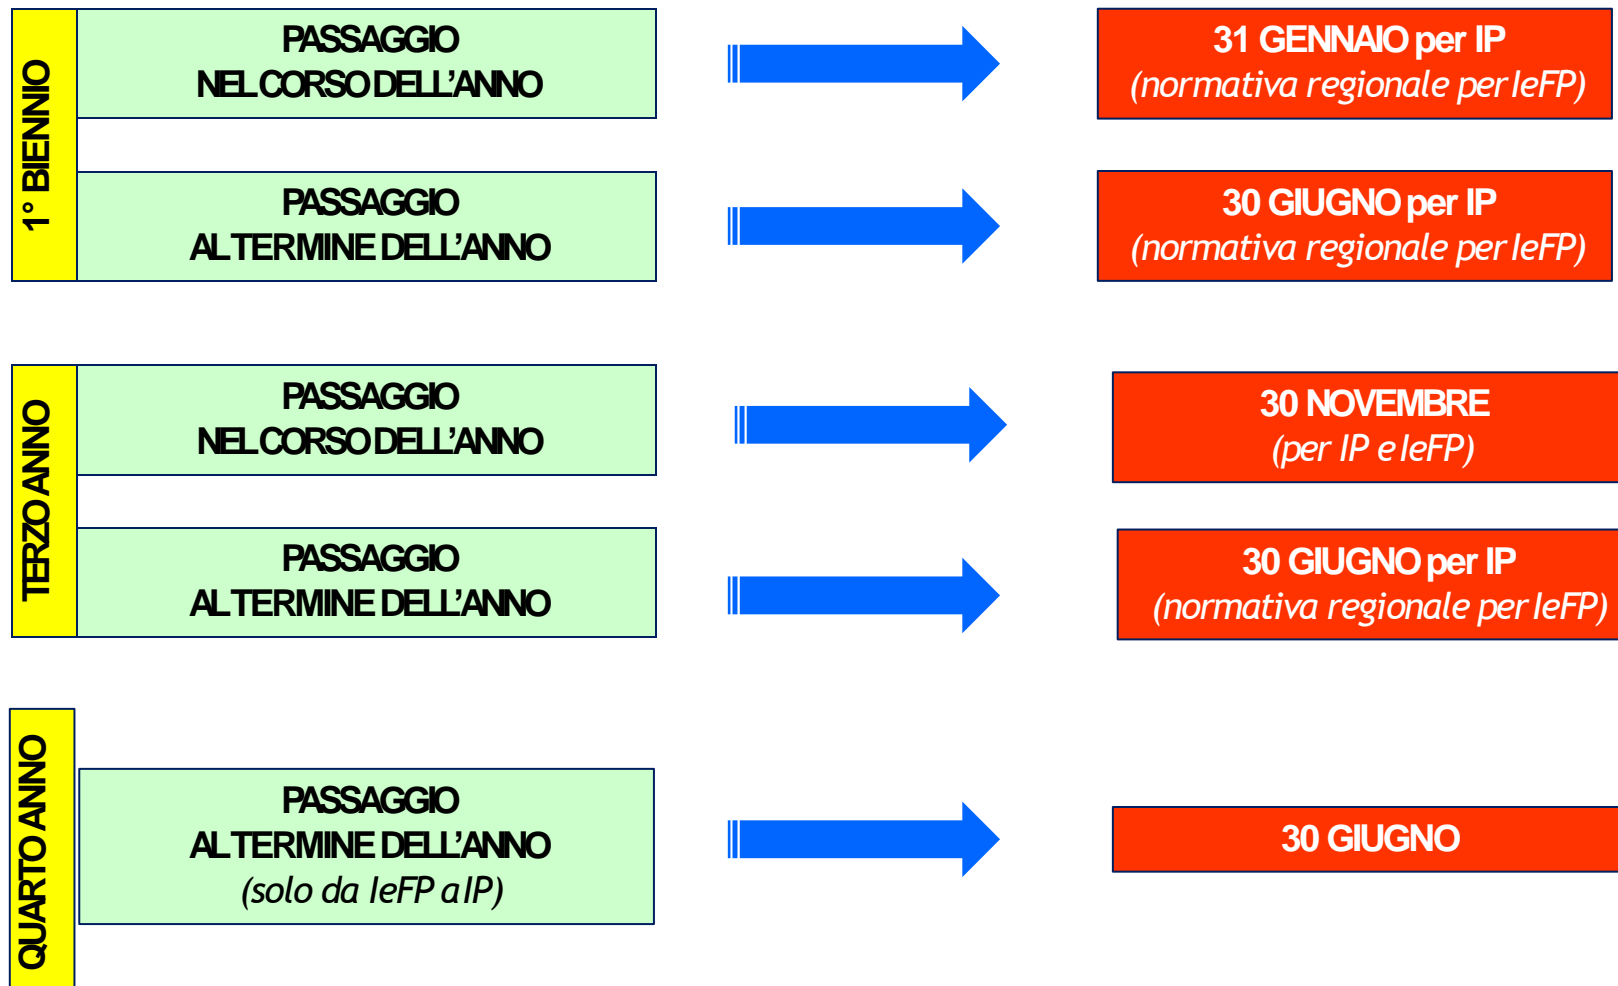 1° BIENNIO
PASSAGGIO
NEL CORSO DELL'ANNO
31 GENNAIO per IP
(normativa regionale per IeFP)
PASSAGGIO
AL TERMINE DELL'ANNO
30 GIUGNO per IP
(normativa regionale per IeFP)
TERZO ANNO
PASSAGGIO
NEL CORSO DELL'ANNO
30 NOVEMBRE
(per IP e IeFP)
PASSAGGIO
AL TERMINE DELL'ANNO
30 GIUGNO per IP
(normativa regionale per IeFP)
QUARTO ANNO
PASSAGGIO
AL TERMINE DELL'ANNO
(solo da IeFP a IP)
30 GIUGNO